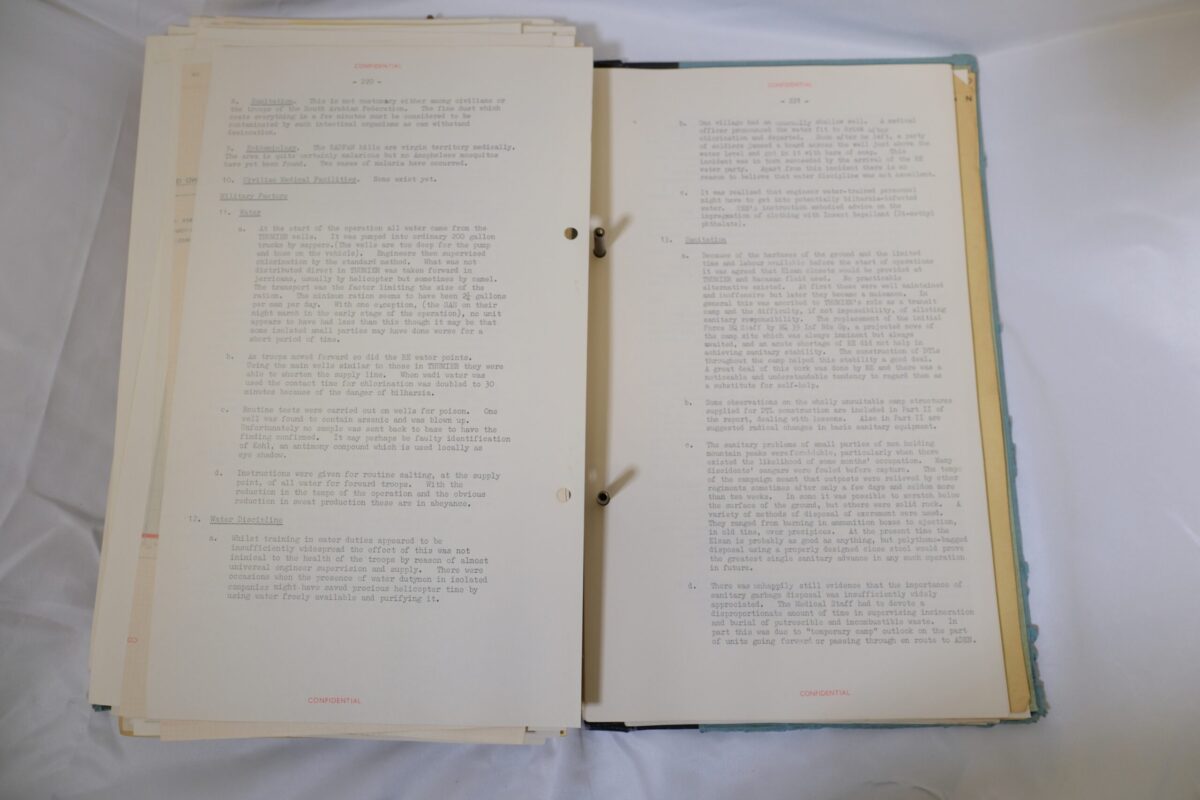 CONFIDENTIAL
- 220 -
Sanitation. This is not customary either among civilians or
the troops of the South Arabian Federation. The fine dust which
coats everything in a few minutes must be considered to be
contaminated by such intestinal organisms as can withstand
desiccation.
Epidemiology. The RADFAN hills are virgin territory medically.
The area is quite certainly malarious but no Anopheles mosquitos
have yet been found. Two cases of malaria have occurred.
10. Civilian Medical Facilities. None exist yet.
Military Factors
11. Water
a. At the start of the operation all water came from the
THUMIER wells. It was pumped into ordinary 200 gallon
trucks by sappers.(The wells are too deep for the pump
and hose on the vehicle). Engineers then supervised
chlorination by the standard method. What was not
distributed direct in THUMIER was taken forward in
jerricans, usually by helicopter but sometimes by camel.
The transport was the factor limiting the size of the
ration. The minimum ration seems to have been 2½ gallons
per man per day. With one exception, (the SAS on their
night march in the early stage of the operation), no unit
appears to have had less than this though it may be that
some isolated small parties may have done worse for a
short period of time.
b. As troops moved forward so did the RE water points.
Using the main wells similar to those in THUMIER they were
able to shorten the supply line. When wadi water was
used the contact time for chlorination was doubled to 30
minutes because of the danger of bilharzia.
c. Routine tests were carried out on wells for poison. One
well was found to contain arsenic and was blown up.
Unfortunately no sample was sent back to base to have the
finding confirmed. It may perhaps be faulty identification
of Kohl, an antimony compound which is used locally as
eye shadow.
d. Instructions were given for routine salting, at the supply
point, of all water for forward troops. With the
reduction in the tempo of the operation and the obvious
reduction in sweat production these are in abeyance.
12. Water Discipline
a. Whilst training in water duties appeared to be
insufficiently widespread the effect of this was not
inimical to the health of the troops by reason of almost
universal engineer supervision and supply. There were
occasions when the presence of water dutymen in isolated
companies might have saved precious helicopter time by
using water freely available and purifying it.
CONFIDENTIAL
CONFIDENTIAL
- 221 -
b. One village had an unusually shallow well. A medical
officer pronounced the water fit to drink after
chlorination and departed. Soon after he left, a party
of soldiers jammed a board across the well just above the
water level and got in it with bars of soap. This
incident was in turn succeeded by the arrival of the RE
water party. Apart from this incident there is no
reason to believe that water discipline was not excellent.
c. It was realised that engineer water-trained personnel
might have to get into potentially bilharzia-infected
water. instruction embodied advice on the
impregnation of clothing with Insect Repellant (Di-methyl
phthalate).
13. Sanitation
a. Because of the hardness of the ground and the limited
time and labour available before the start of operations
it was agreed that Elsan closets would be provided at
THUMIER and Racasan fluid used. No practicable
alternative existed. At first these were well maintained
and inoffensive but later they became a nuisance. In
general this was ascribed to THUMIER's role as a transit
camp and the difficulty, if not impossibility, of eliciting
sanitary responsibility. The replacement of the initial
Force HQ Staff by HQ 39 Inf Bde Gp, a projected move of
the camp site which was always imminent but always
awaited, and an acute shortage of RE did not help in
achieving sanitary stability. The construction of DTLs
throughout the camp helped this stability a good deal.
A great deal of this work was done by RE and there was a
noticeable and understandable tendency to regard them as
a substitute for self-help.
b. Some observations on the wholly unsuitable camp structures
supplied for DTL construction are included in Part II of
the report, dealing with lessons. Also in Part II are
suggested radical changes in basic sanitary equipment.
c. The sanitary problems of small parties of men holding
mountain peaks were formidable, particularly when there
existed the likelihood of some months' occupation. Many
dissidents' sangars were fouled before capture. The tempo
of the campaign meant that outposts were relieved by other
regiments sometimes after only a few days and seldom more
than ten weeks. In some it was possible to scratch below
the surface of the ground, but others were solid rock. A
variety of methods of disposal of excrement were used.
They ranged from burning in ammunition boxes to ejection,
in old tins, over precipices. At the present time the
Elsan is probably as good as anything, but polythene-bagged
disposal using a properly designed close stool would prove
the greatest single sanitary advance in any such operation
in future.
d. There was unhappily still evidence that the importance of
sanitary garbage disposal was insufficiently widely
appreciated. The Medical Staff had to devote a
disproportionate amount of time in supervising incineration
and burial of putrescible and incombustible waste. In
part this was due to "temporary camp" outlook on the part
of units going forward or passing through en route to ADEN.
CONFIDENTIAL